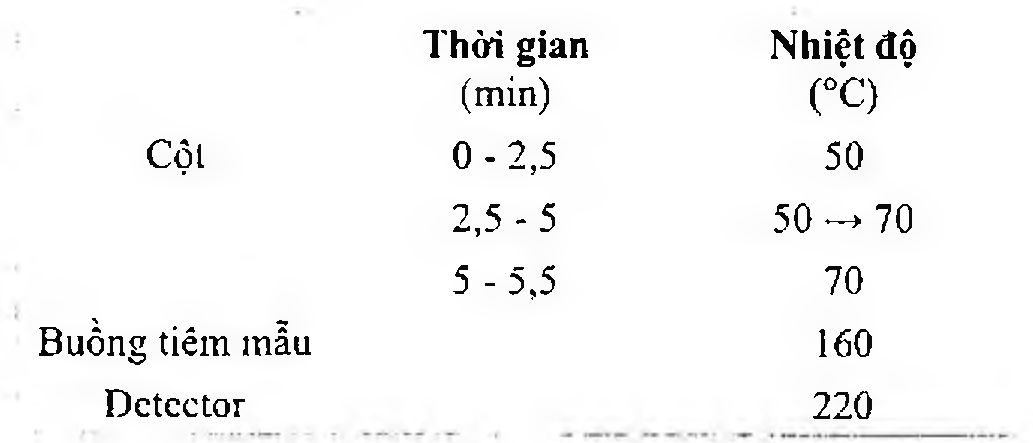 Thời gian Nhiệt độ
(min) (°C)
Cột 0 - 2,5 50
2,5 - 5 50 → 70
5 - 5,5 70
Buồng tiêm mẫu 160
Detector 220